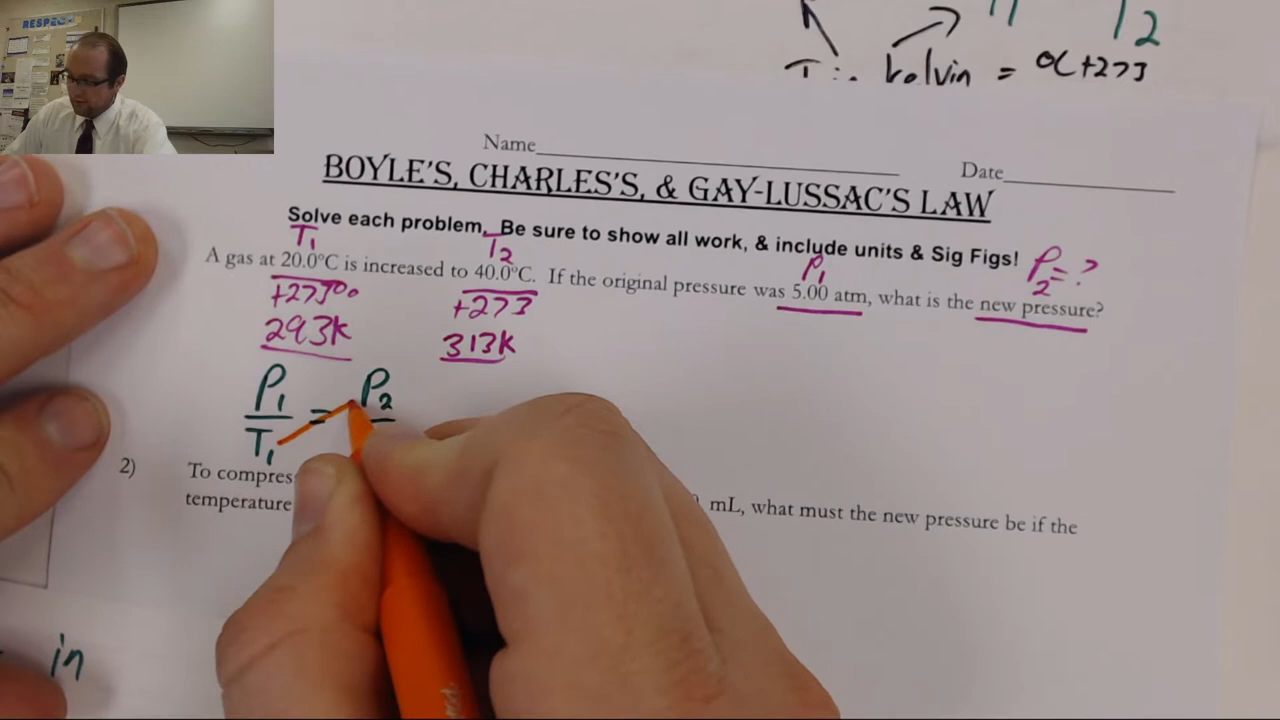 RESPECT
T1 T2
T :. kelvin = °C+273
Name Date
BOYLE'S, CHARLES'S, & GAY-LUSSAC'S LAW
Solve each problem, Be sure to show all work, & include units & Sig Figs!
T1 T2 P1 P2=?
A gas at 20.0°C is increased to 40.0°C. If the original pressure was 5.00 atm, what is the new pressure?
+273 +273
293K 313K
P1 = P2
T1
2) To compres mL, what must the new pressure be if the
temperature
in